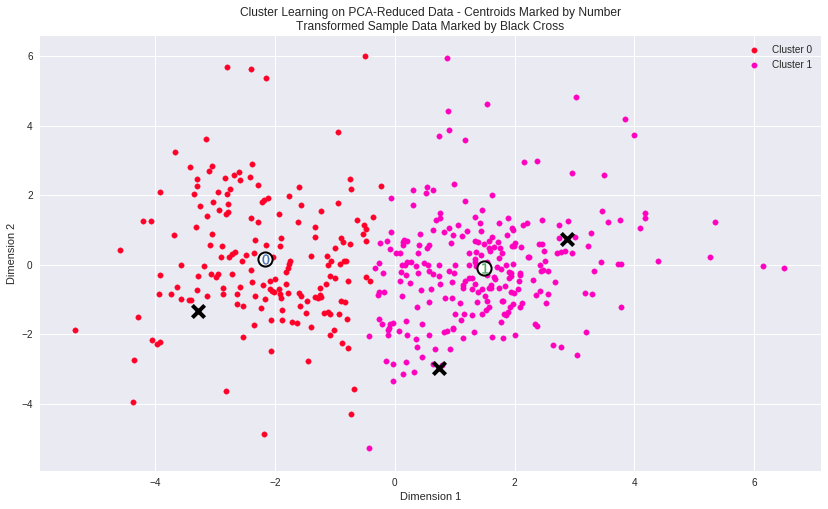 Cluster Learning on PCA-Reduced Data - Centroids Marked by Number
Transformed Sample Data Marked by Black Cross
Cluster 0
Cluster 1
6
4
2
0
−2
−4
Dimension 2
0
1
−4
−2
0
2
4
6
Dimension 1